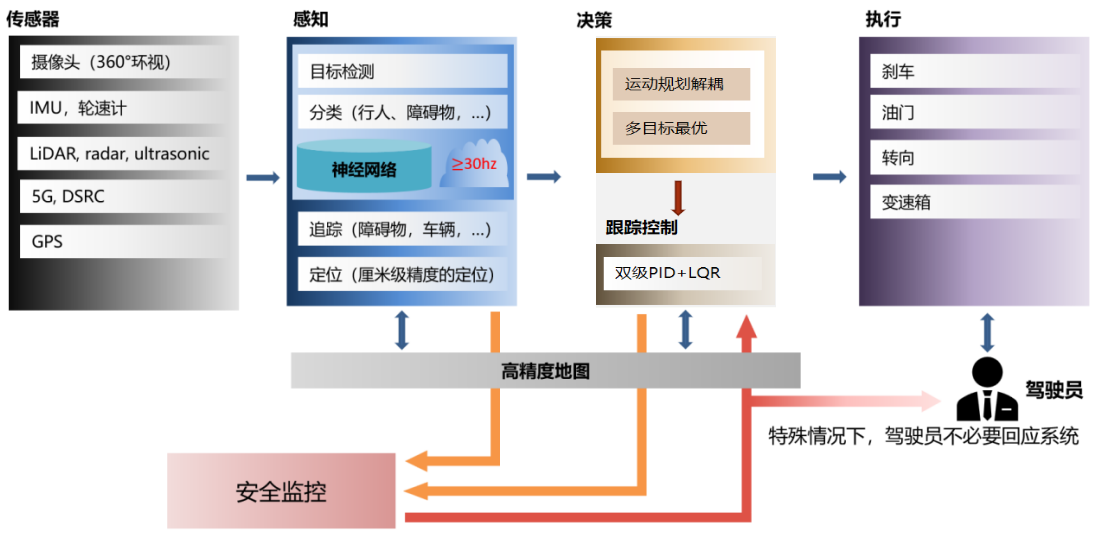 传感器
摄像头（360°环视）
IMU，轮速计
LiDAR, radar, ultrasonic
5G, DSRC
GPS
感知
目标检测
分类（行人、障碍物，…）
神经网络
≥30hz
追踪（障碍物，车辆，…）
定位（厘米级精度的定位）
决策
运动规划解耦
多目标最优
跟踪控制
双级PID+LQR
执行
刹车
油门
转向
变速箱
高精度地图
驾驶员
特殊情况下，驾驶员不必要回应系统
安全监控